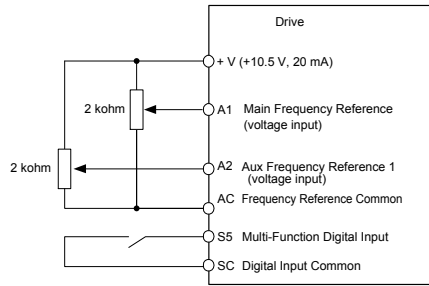 Drive
+ V (+10.5 V, 20 mA)
2 kohm
A1 Main Frequency Reference
(voltage input)
2 kohm
A2 Aux Frequency Reference 1
(voltage input)
AC Frequency Reference Common
S5 Multi-Function Digital Input
SC Digital Input Common